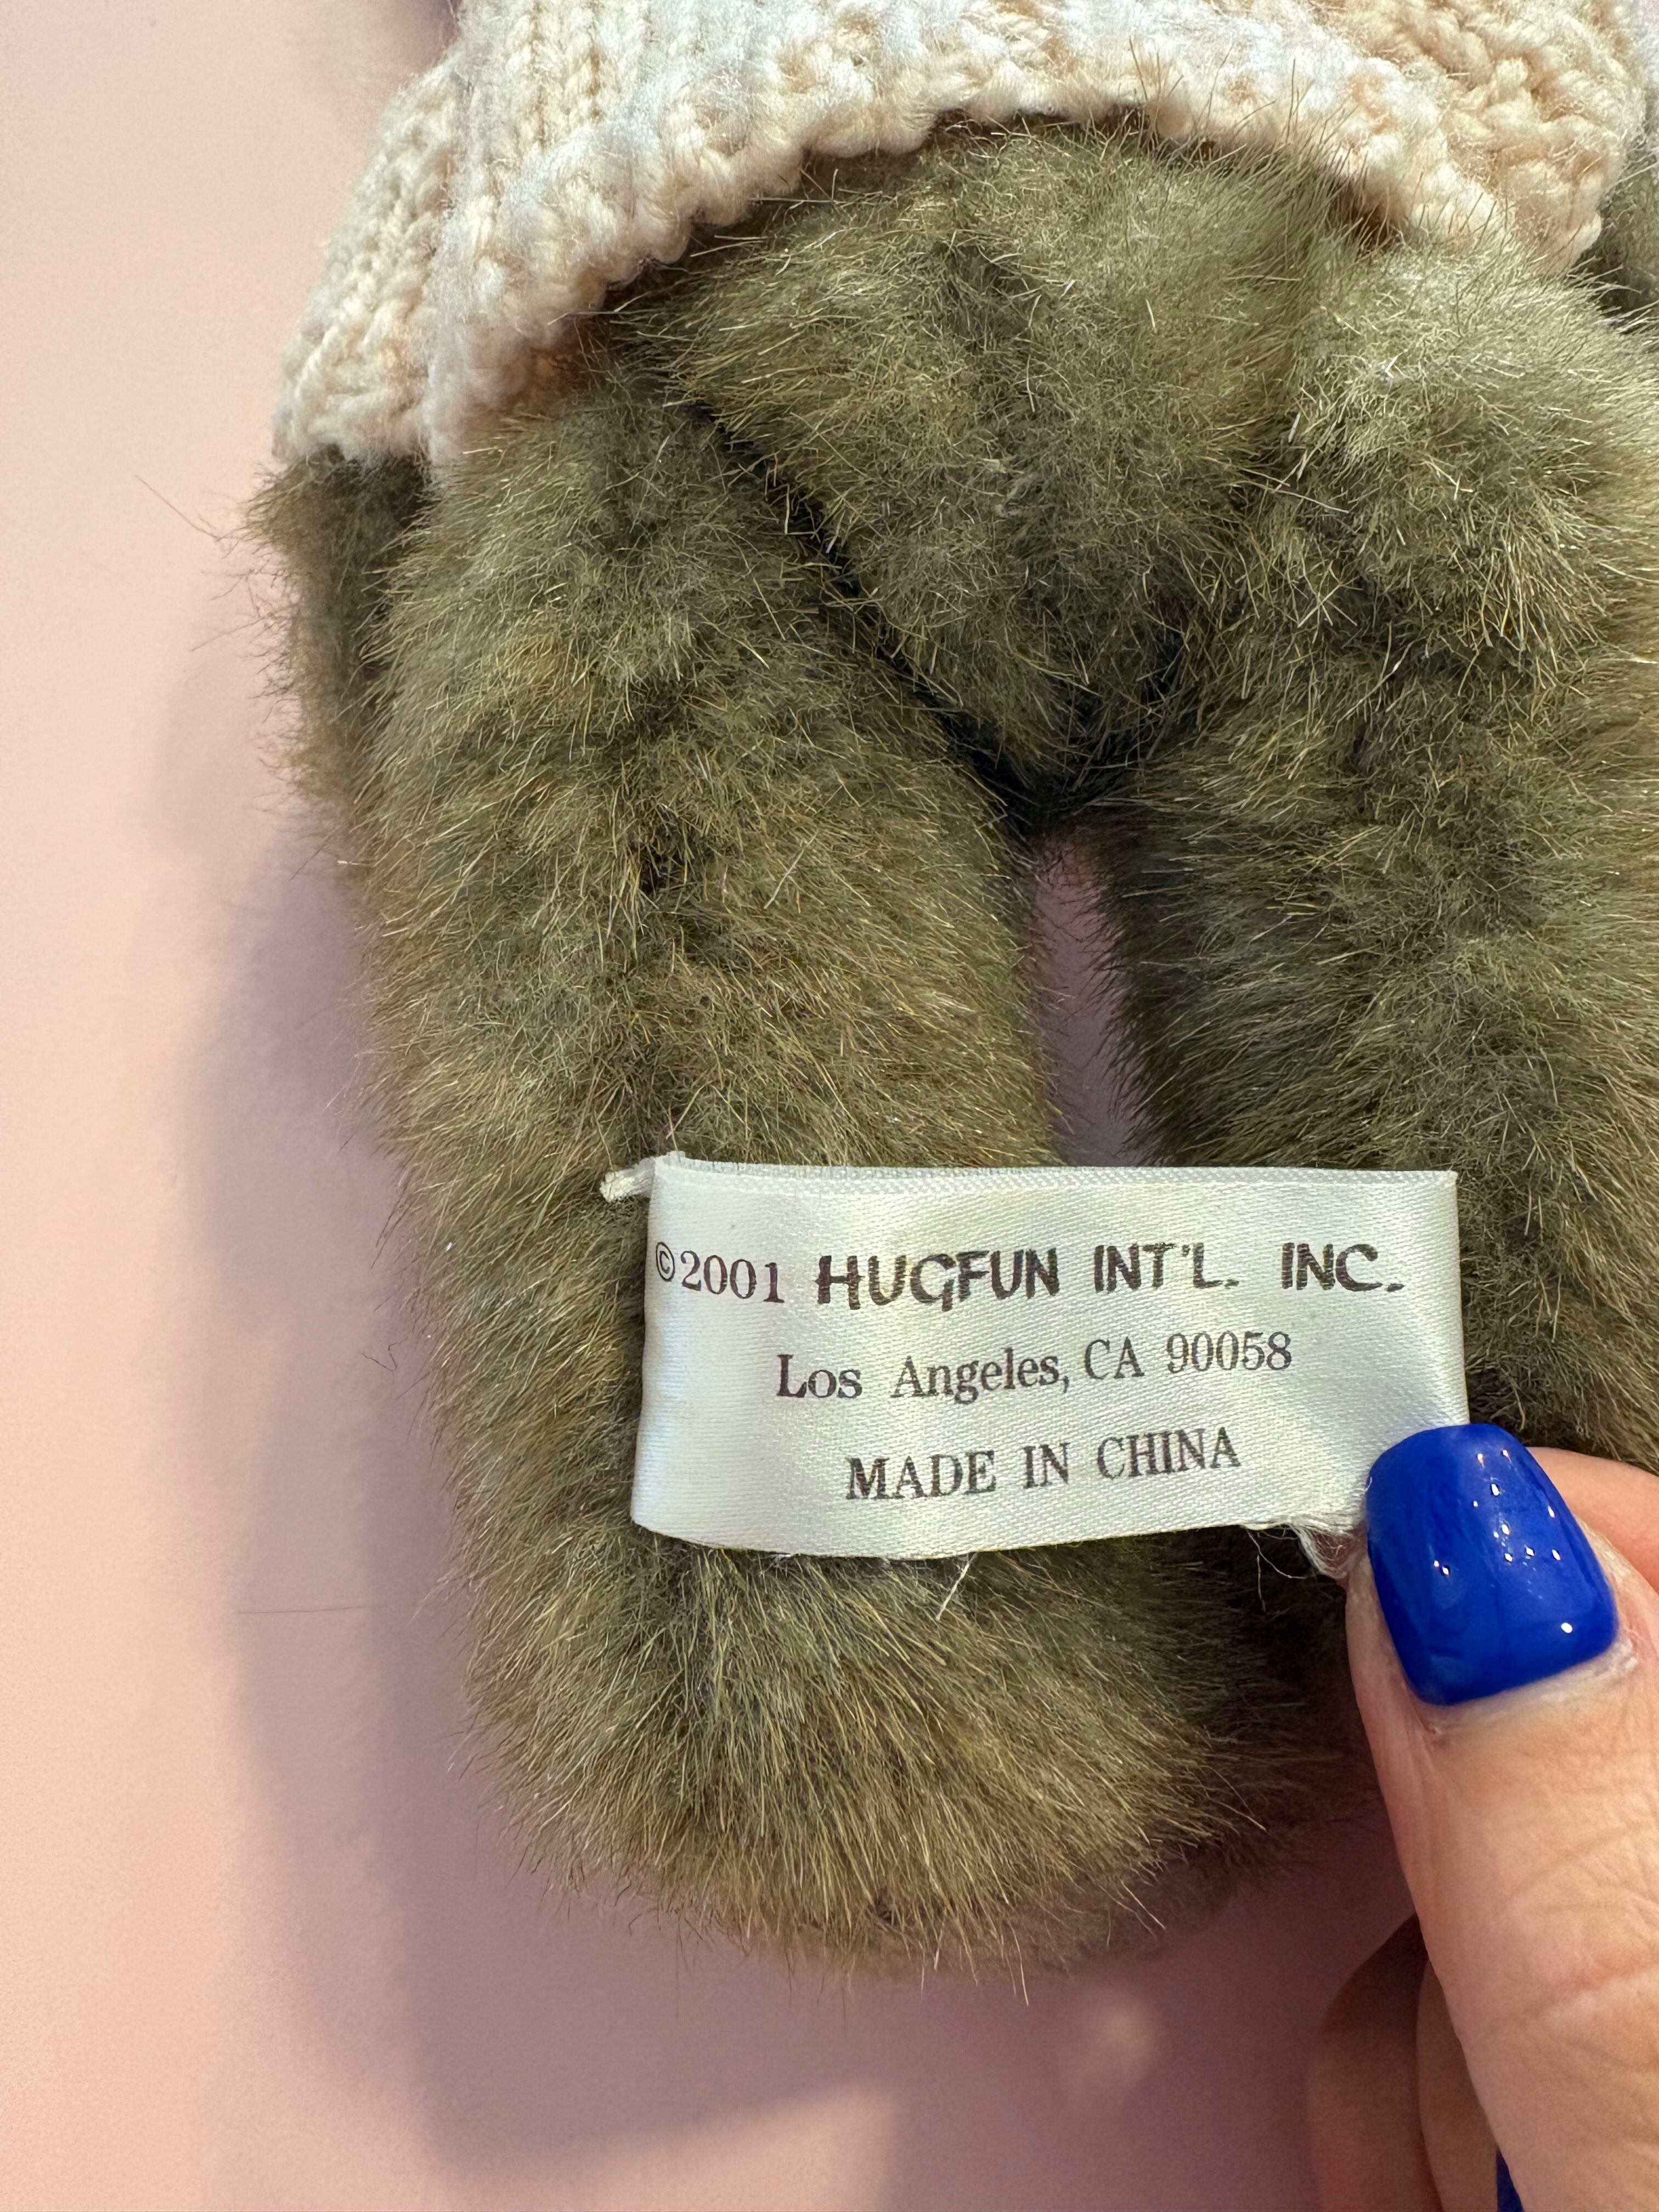 ©2001 HUGFUN INT'L. INC.
Los Angeles, CA 90058
MADE IN CHINA